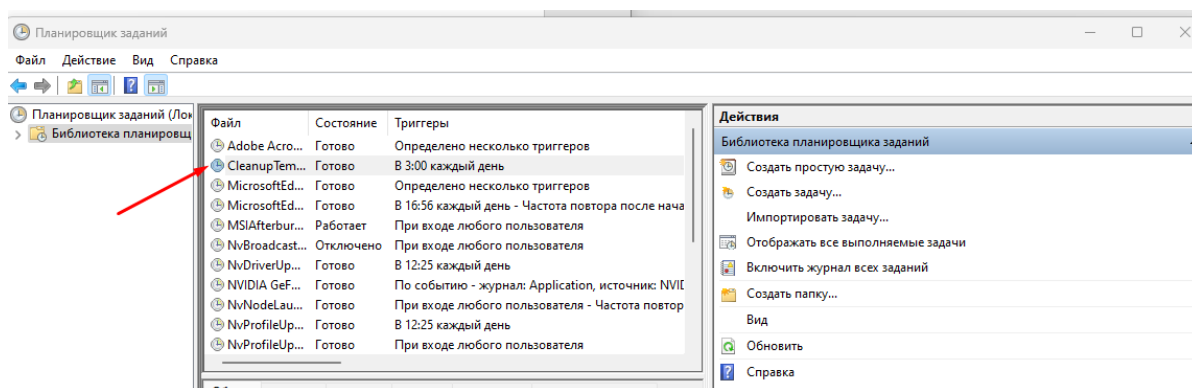 Планировщик заданий
Файл Действие Вид Справка
Планировщик заданий (Лок
Библиотека планировщ
Файл Состояние Триггеры
Adobe Acro... Готово Определено несколько триггеров
CleanupTem... Готово В 3:00 каждый день
MicrosoftEd... Готово Определено несколько триггеров
MicrosoftEd... Готово В 16:56 каждый день - Частота повтора после нача
MSIAfterbur... Работает При входе любого пользователя
NvBroadcast... Отключено При входе любого пользователя
NvDriverUp... Готово В 12:25 каждый день
NVIDIA GeF... Готово По событию - журнал: Application, источник: NVID
NvNodeLau... Готово При входе любого пользователя - Частота повтор
NvProfileUp... Готово В 12:25 каждый день
NvProfileUp... Готово При входе любого пользователя
Действия
Библиотека планировщика заданий
Создать простую задачу...
Создать задачу...
Импортировать задачу...
Отображать все выполняемые задачи
Включить журнал всех заданий
Создать папку...
Вид
Обновить
Справка